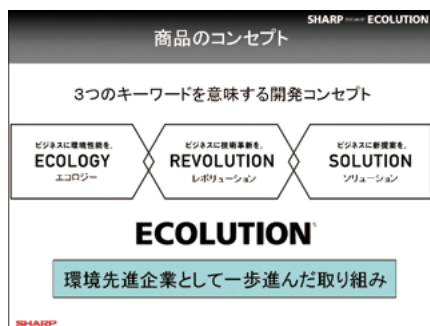 SHARP ECOLUTION
商品のコンセプト
3つのキーワードを意味する開発コンセプト
ビジネスに環境性能を。
ECOLOGY
エコロジー
ビジネスに技術革新を。
REVOLUTION
レボリューション
ビジネスに新提案を。
SOLUTION
ソリューション
ECOLUTION
環境先進企業として一歩進んだ取り組み
SHARP